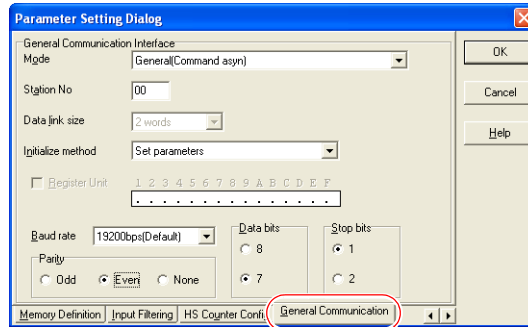 Parameter Setting Dialog
General Communication Interface
Mode
General(Command asyn)
OK
Station No
00
Cancel
Data link size
2 words
Help
Initialize method
Set parameters
Register Unit
1 2 3 4 5 6 7 8 9 A B C D E F
. . . . . . . . . . . . . . .
Baud rate
19200bps(Default)
Data bits
8
7
Stop bits
1
2
Parity
Odd
Even
None
Memory Definition
Input Filtering
HS Counter Confi
General Communication